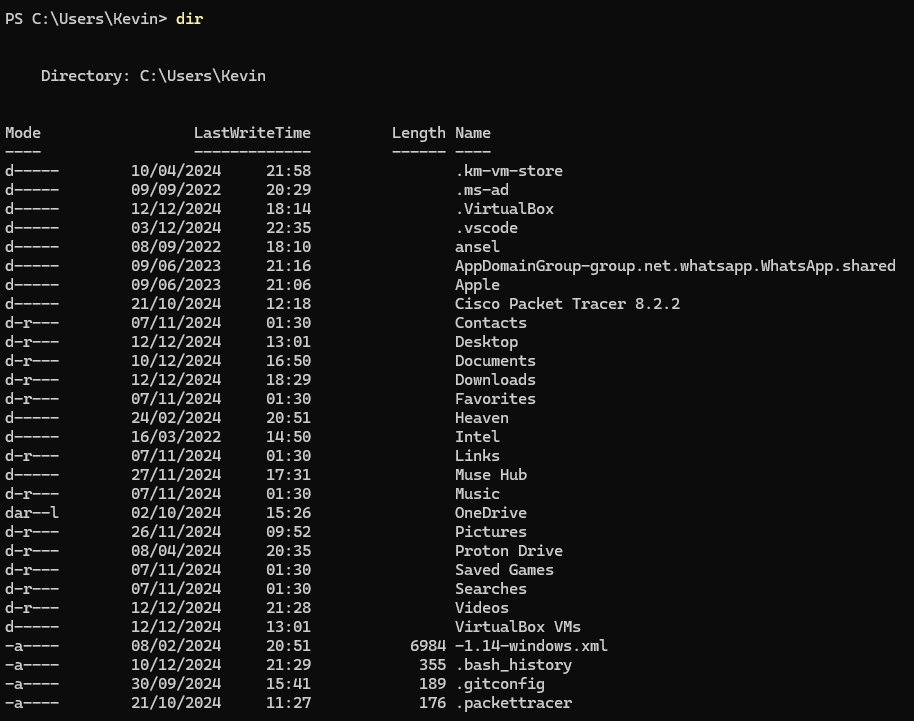 PS C:\Users\Kevin> dir
Directory: C:\Users\Kevin
Mode LastWriteTime Length Name
---- ------------- ------ ----
d----- 10/04/2024 21:58 .km-vm-store
d----- 09/09/2022 20:29 .ms-ad
d----- 12/12/2024 18:14 .VirtualBox
d----- 03/12/2024 22:35 .vscode
d----- 08/09/2022 18:10 ansel
d----- 09/06/2023 21:16 AppDomainGroup-group.net.whatsapp.WhatsApp.shared
d----- 09/06/2023 21:06 Apple
d----- 21/10/2024 12:18 Cisco Packet Tracer 8.2.2
d-r--- 07/11/2024 01:30 Contacts
d-r--- 12/12/2024 13:01 Desktop
d-r--- 10/12/2024 16:50 Documents
d-r--- 12/12/2024 18:29 Downloads
d-r--- 07/11/2024 01:30 Favorites
d----- 24/02/2024 20:51 Heaven
d----- 16/03/2022 14:50 Intel
d-r--- 07/11/2024 01:30 Links
d----- 27/11/2024 17:31 Muse Hub
d-r--- 07/11/2024 01:30 Music
dar--l 02/10/2024 15:26 OneDrive
d-r--- 26/11/2024 09:52 Pictures
d-r--- 08/04/2024 20:35 Proton Drive
d-r--- 07/11/2024 01:30 Saved Games
d-r--- 07/11/2024 01:30 Searches
d-r--- 12/12/2024 21:28 Videos
d----- 12/12/2024 13:01 VirtualBox VMs
-a---- 08/02/2024 20:51 6984 -1.14-windows.xml
-a---- 10/12/2024 21:29 355 .bash_history
-a---- 30/09/2024 15:41 189 .gitconfig
-a---- 21/10/2024 11:27 176 .packettracer